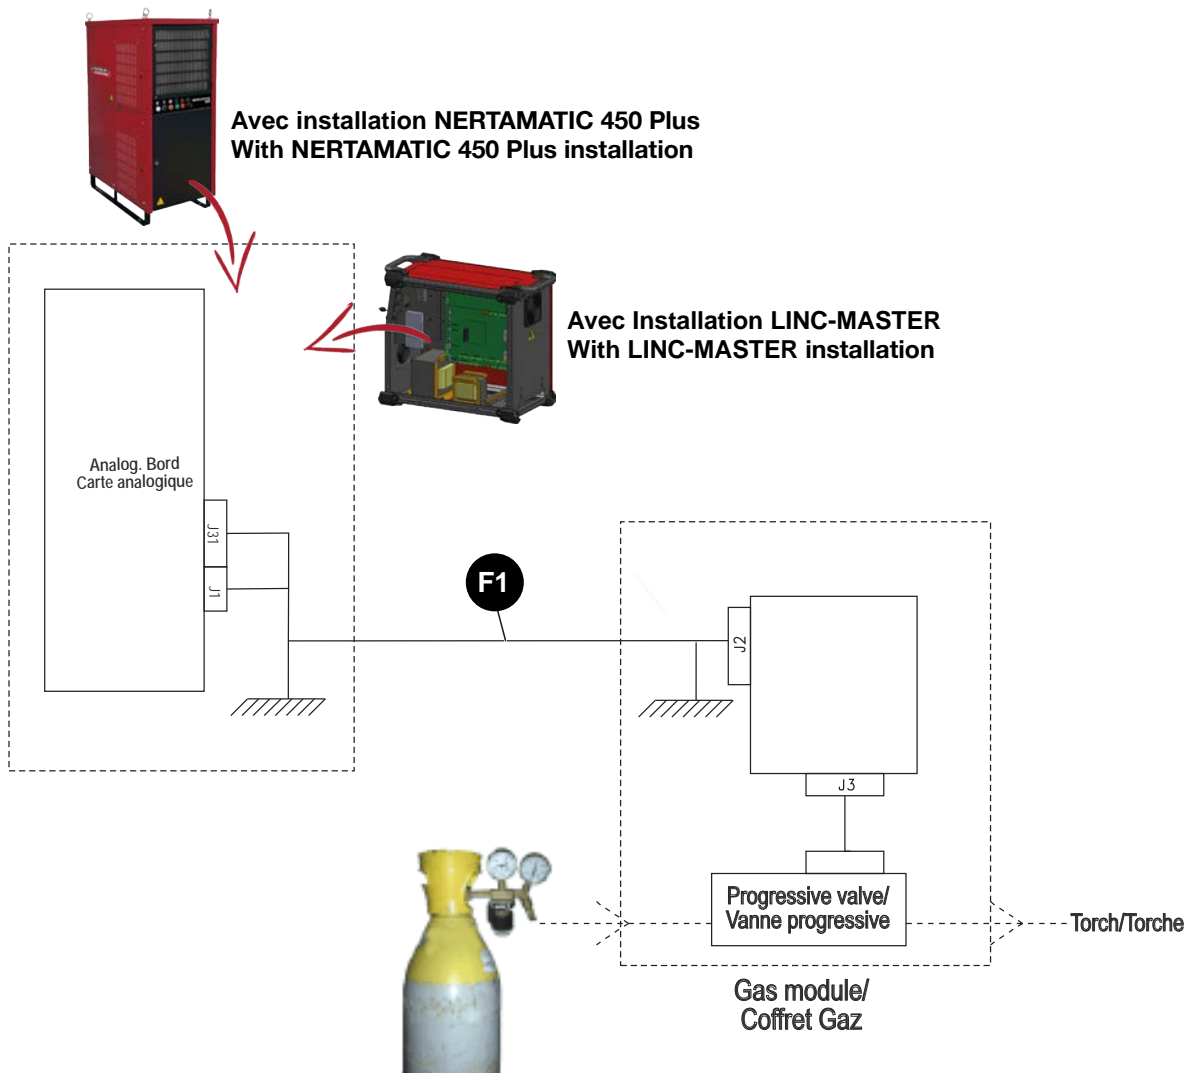 Avec installation NERTAMATIC 450 Plus
With NERTAMATIC 450 Plus installation
Avec Installation LINC-MASTER
With LINC-MASTER installation
Analog. Bord
Carte analogique
J31
J1
F1
J2
J3
Progressive valve/
Vanne progressive
Torch/Torche
Gas module/
Coffret Gaz